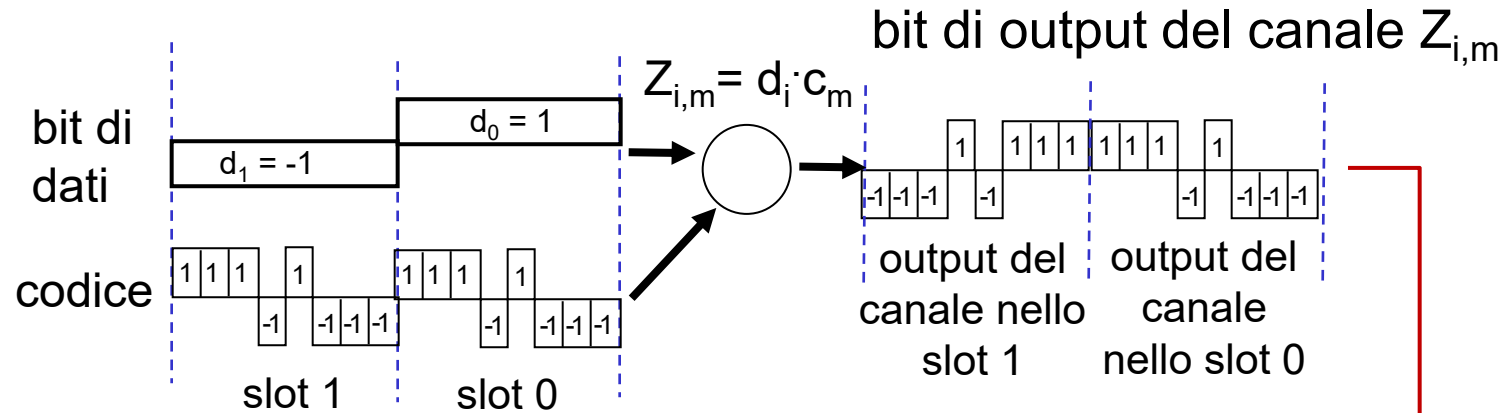 bit di output del canale Z_{i,m}
Z_{i,m}= d_i·c_m
bit di
dati
d_1 = -1
d_0 = 1
codice
1 1 1 -1 1 -1 -1 -1
1 1 1 -1 1 -1 -1 -1
slot 1
slot 0
-1 -1 -1 1 -1 1 1 1
1 1 1 -1 1 -1 -1 -1
output del
canale nello
slot 1
output del
canale
nello slot 0